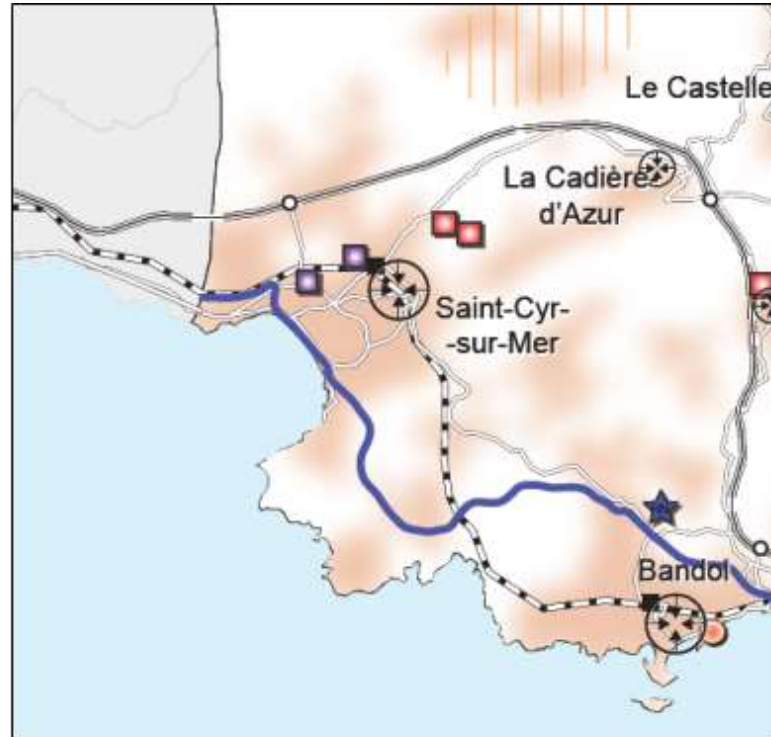 Le Castelle
La Cadière
d'Azur
Saint-Cyr-
-sur-Mer
Bandol